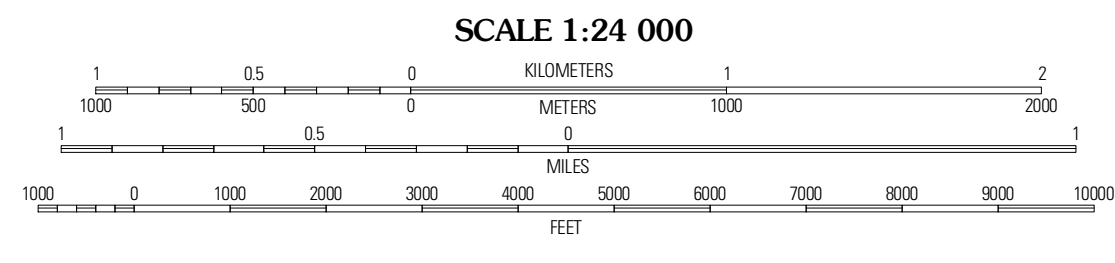 SCALE 1:24 000
1 0.5 0 KILOMETERS 1 2
1000 500 0 METERS 1000 2000
1 0.5 0 1
MILES
1000 0 1000 2000 3000 4000 5000 6000 7000 8000 9000 10000
FEET